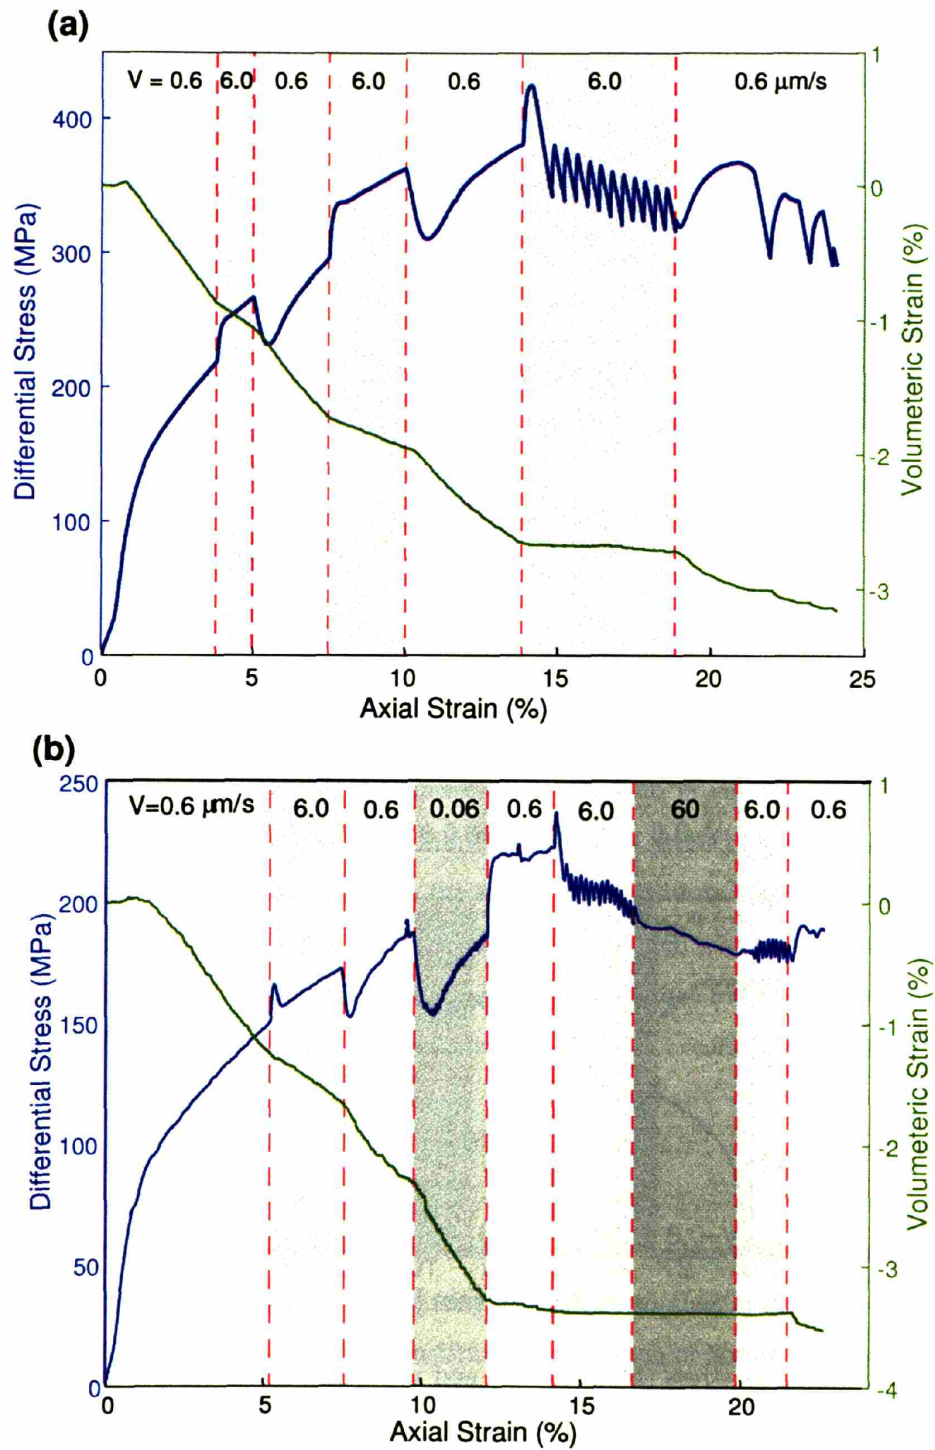 (a)
V = 0.6 6.0 0.6 6.0 0.6 6.0 0.6 μm/s
Differential Stress (MPa)
400
300
200
100
0
1
0
-1
-2
-3
Volumeteric Strain (%)
0 5 10 15 20 25
Axial Strain (%)
(b)
V=0.6 μm/s 6.0 0.6 0.06 0.6 6.0 60 6.0 0.6
Differential Stress (MPa)
250
200
150
100
50
0
1
0
-1
-2
-3
-4
Volumeteric Strain (%)
0 5 10 15 20
Axial Strain (%)